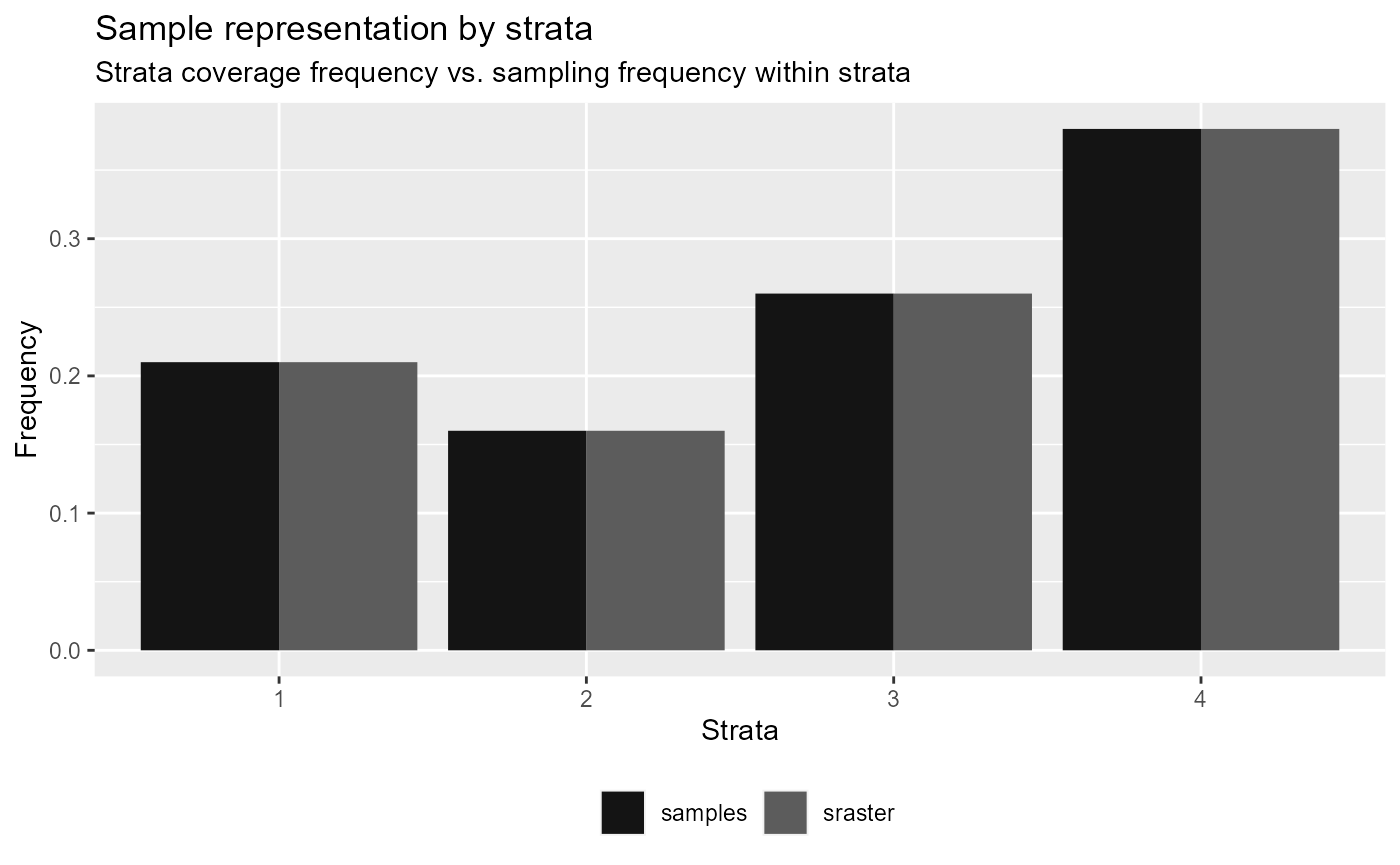 Sample representation by strata
Strata coverage frequency vs. sampling frequency within strata
Frequency
0.3
0.2
0.1
0.0
1 2 3 4
Strata
samples sraster